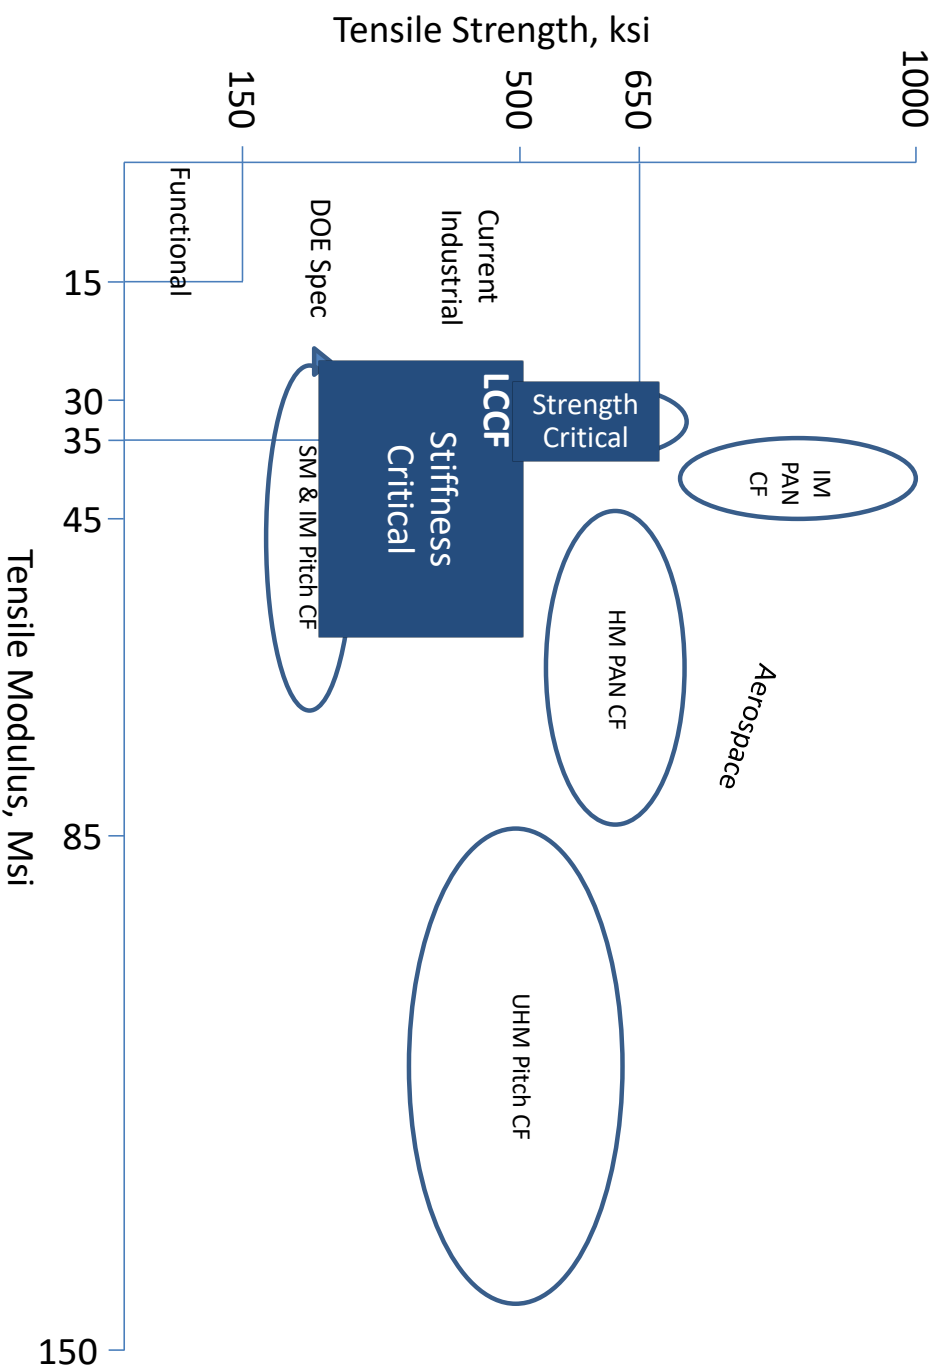 Tensile Strength, ksi
150
500
650
1000
Functional
DOE Spec
Current
Industrial
LCCF
Strength
Critical
Stiffness
Critical
SM & IM Pitch CF
IM
PAN
CF
HM PAN CF
Aerospace
UHM Pitch CF
15
30
35
45
85
150
Tensile Modulus, Msi